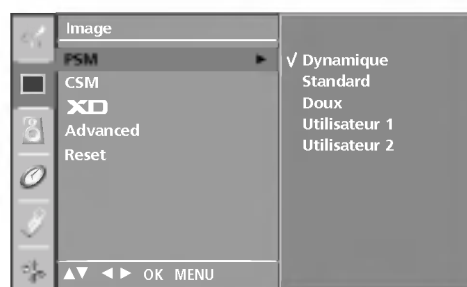 Image
PSM
CSM
XD
Advanced
Reset
▲▼ ◄► OK MENU
√ Dynamique
Standard
Doux
Utilisateur 1
Utilisateur 2